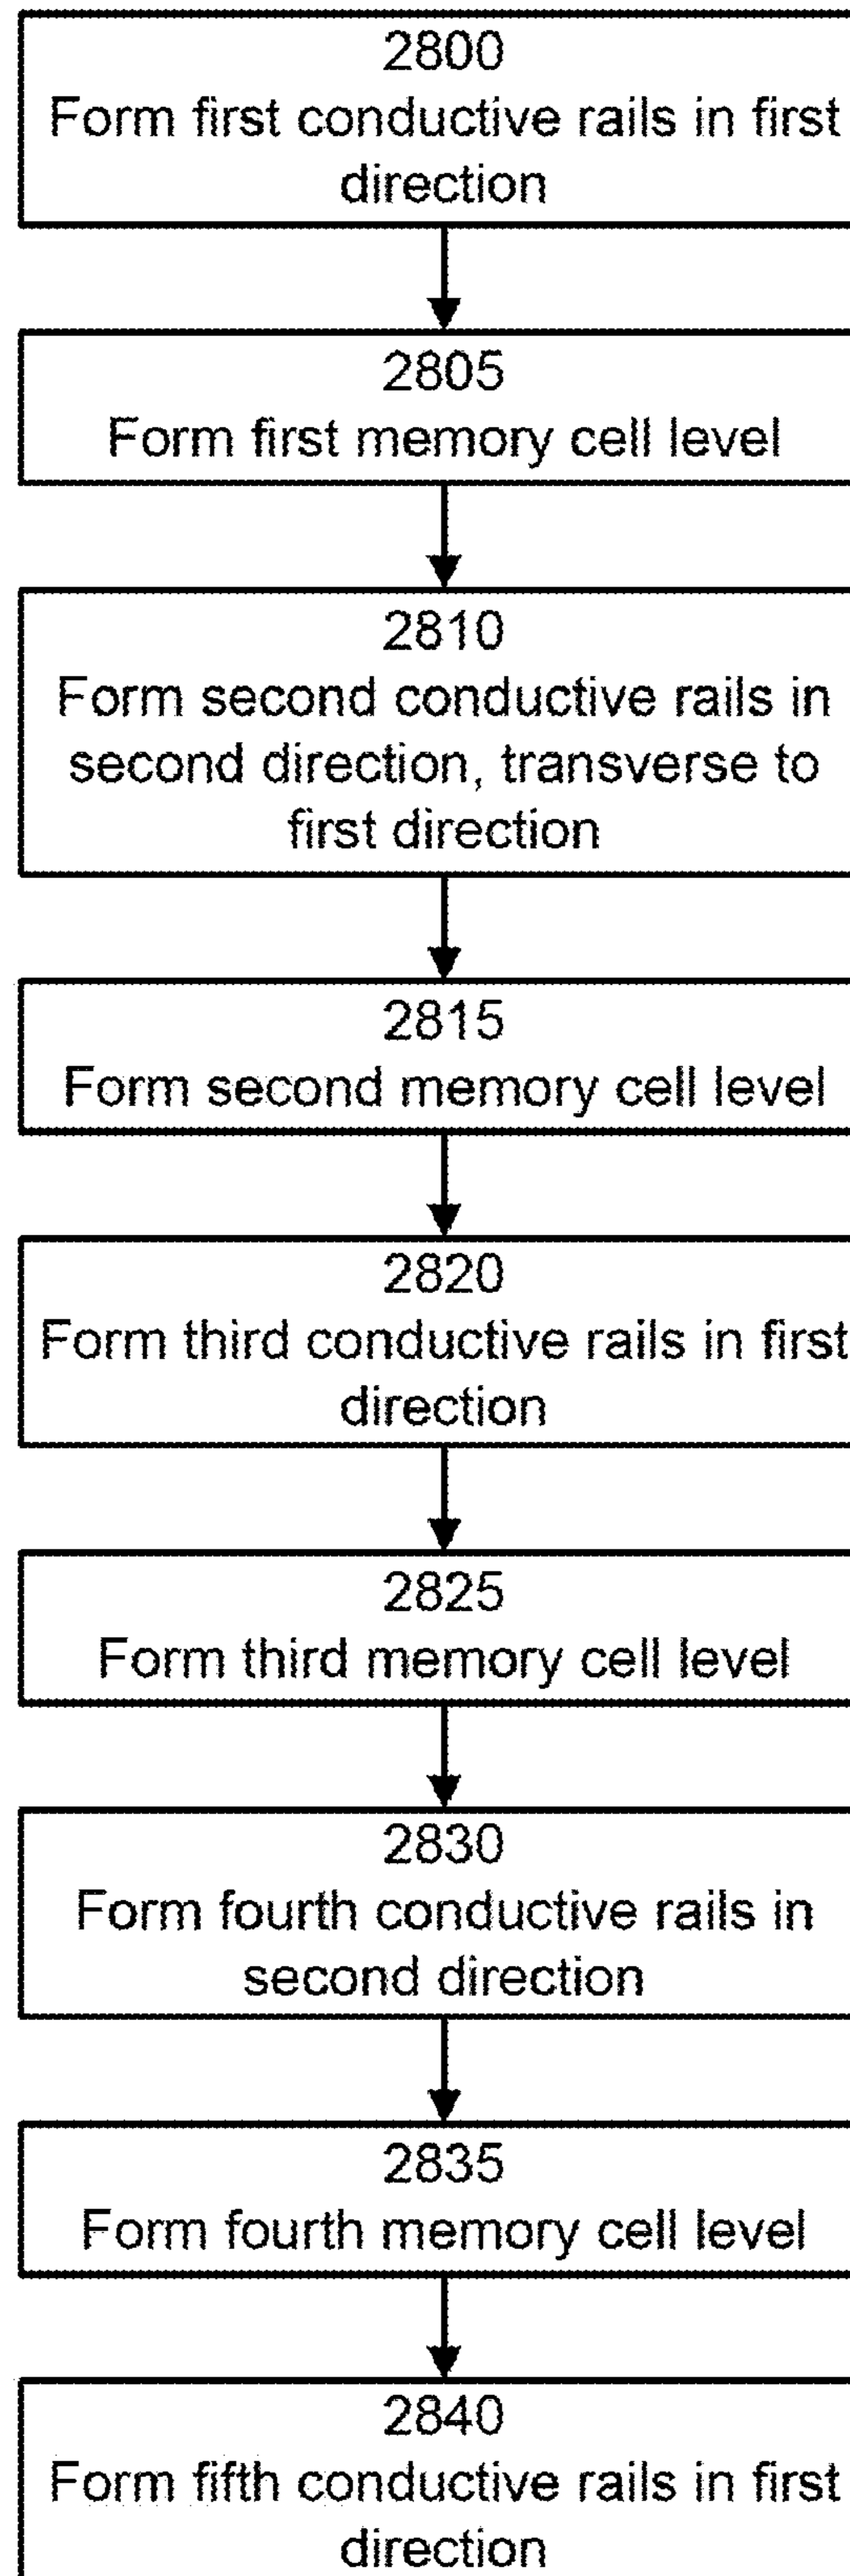 2800
Form first conductive rails in first
direction
2805
Form first memory cell level
2810
Form second conductive rails in
second direction, transverse to
first direction
2815
Form second memory cell level
2820
Form third conductive rails in first
direction
2825
Form third memory cell level
2830
Form fourth conductive rails in
second direction
2835
Form fourth memory cell level
2840
Form fifth conductive rails in first
direction